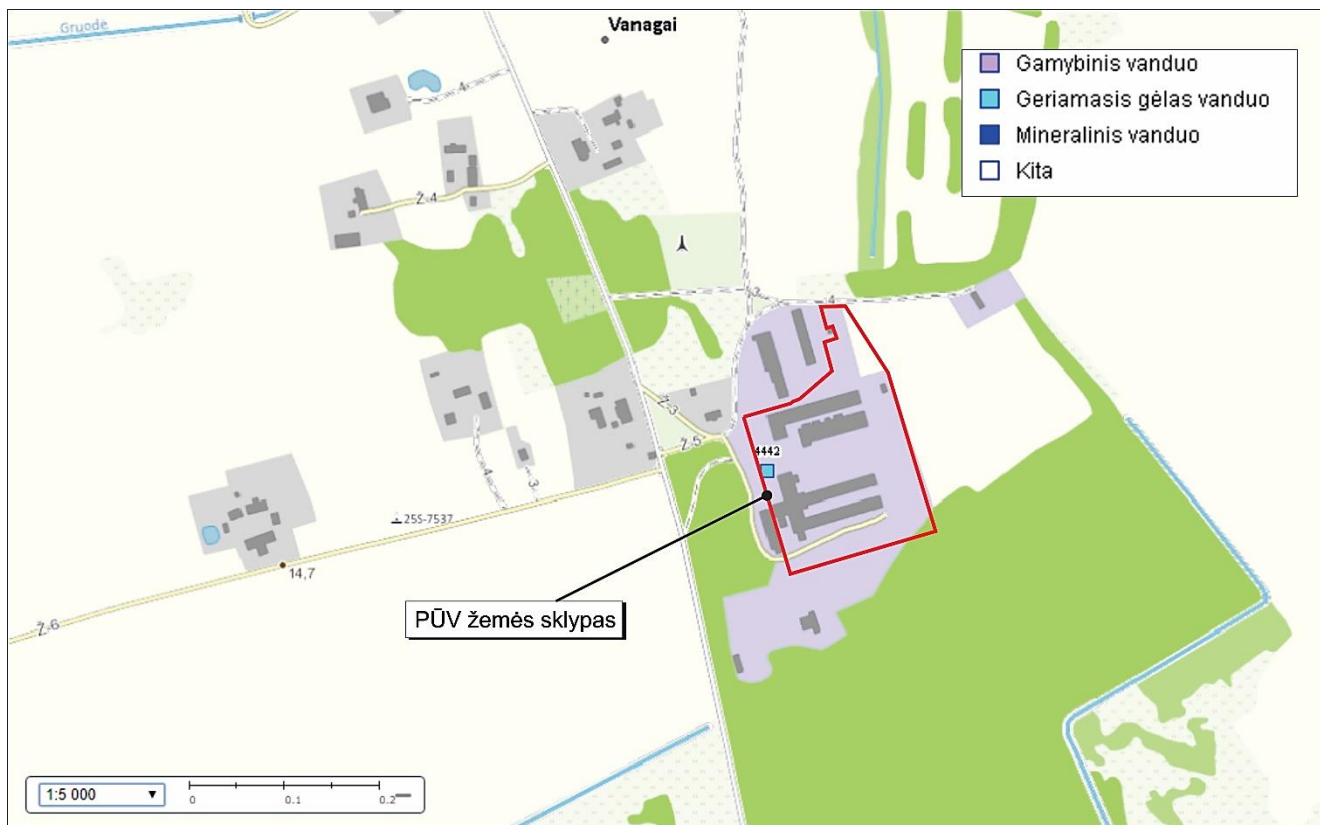 Gruode
Vanagai
Gamybinis vanduo
Geriamasis gėlas vanduo
Mineralinis vanduo
Kita
4
Ž-4
3
4
Ž-3
Ž-5
4442
4
3
25S-7537
14,7
PŪV žemės sklypas
Ž-6
1:5 000
0
0.1
0.2